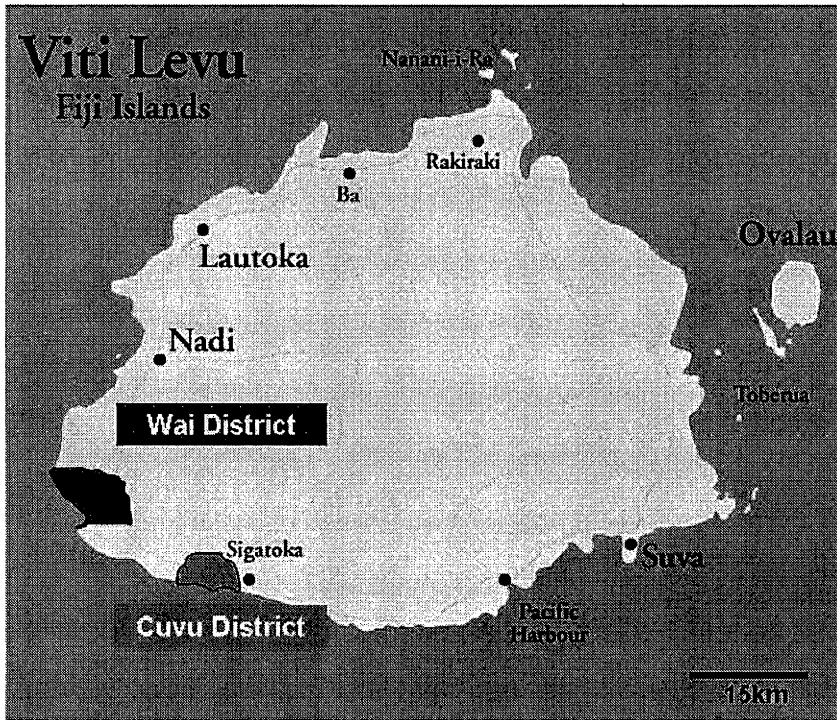 Viti Levu
Fiji Islands
Nanani-i-Ra
Rakiraki
Ba
Lautoka
Ovalau
Nadi
Toberua
Wai District
Sigatoka
Suva
Cuvu District
Pacific
Harbour
15km